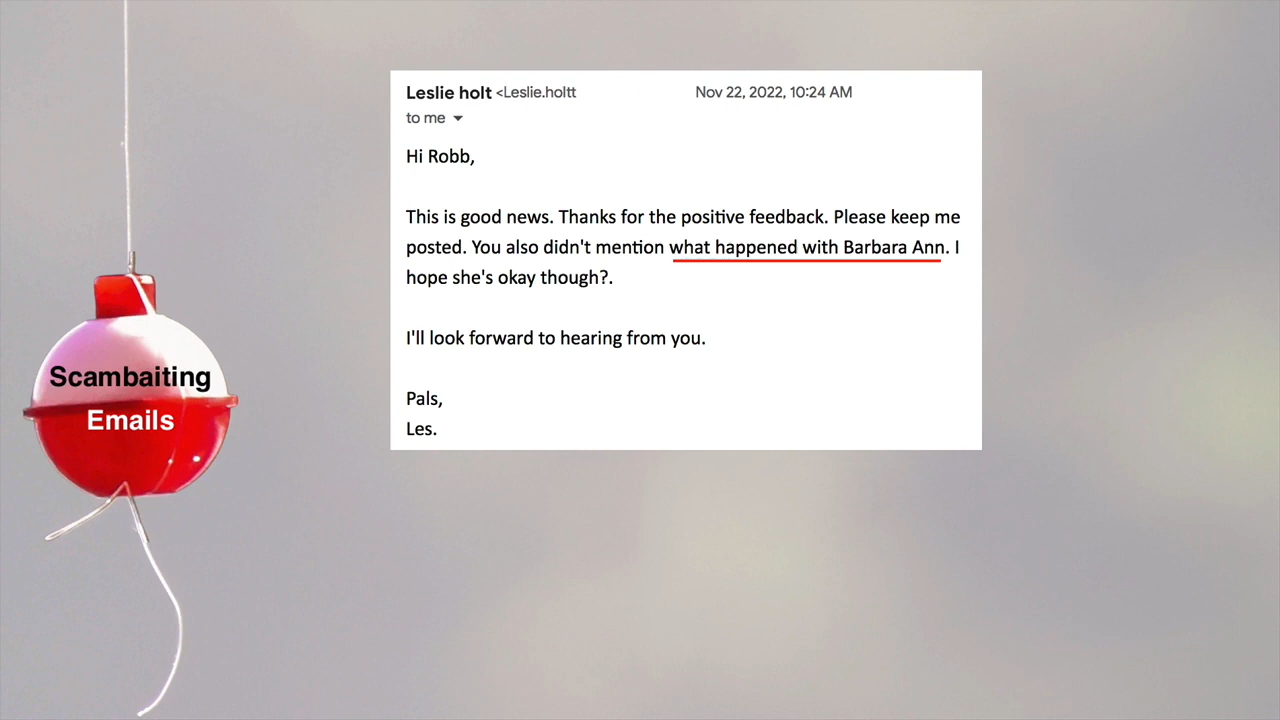 Scambaiting
Emails
Leslie holt <Leslie.holtt
Nov 22, 2022, 10:24 AM
to me
Hi Robb,
This is good news. Thanks for the positive feedback. Please keep me
posted. You also didn't mention what happened with Barbara Ann. I
hope she's okay though?.
I'll look forward to hearing from you.
Pals,
Les.